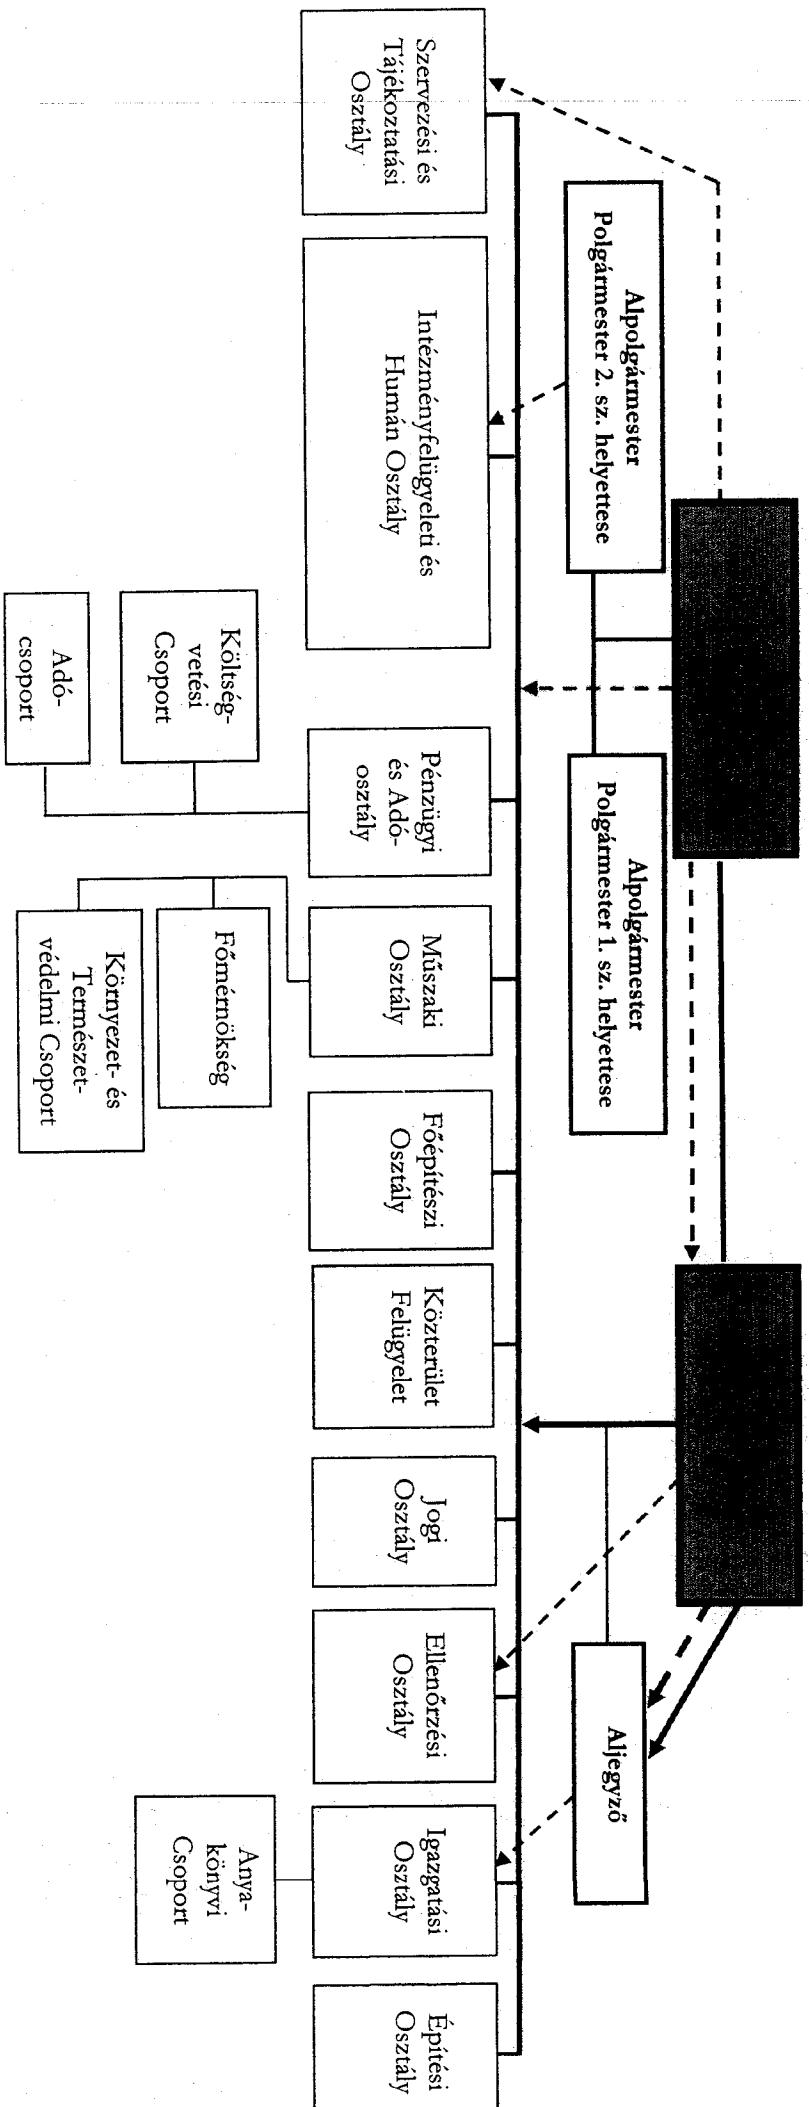 Alpolgármester
Polgármester 2. sz. helyettese
Alpolgármester
Polgármester 1. sz. helyettese
Aljegyző
Szervezési és
Tájékoztatási
Osztály
Intézményfelügyeleti és
Humán Osztály
Pénzügyi
és Adó-
osztály
Műszaki
Osztály
Főépítészi
Osztály
Közterület
Felügyelet
Jogi
Osztály
Ellenőrzési
Osztály
Igazgatási
Osztály
Építési
Osztály
Költség-
vetési
Csoport
Adó-
csoport
Főmérnökség
Környezet- és
Természet-
védelmi Csoport
Anya-
könyvi
Csoport